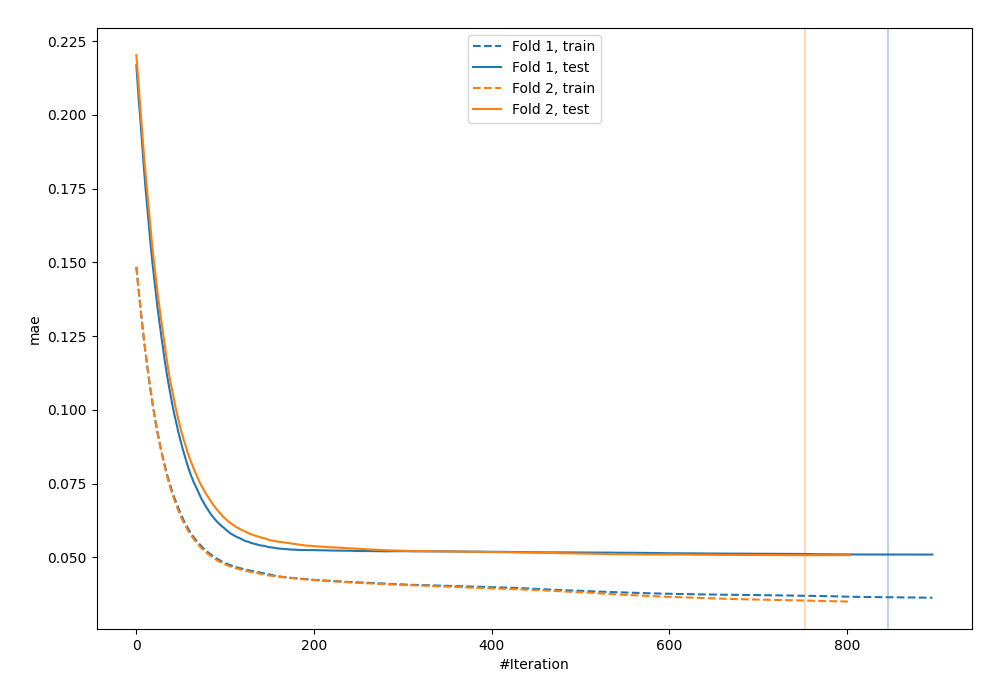 0.225
0.200
0.175
0.150
0.125
0.100
0.075
0.050
mae
Fold 1, train
Fold 1, test
Fold 2, train
Fold 2, test
0
200
400
600
800
#Iteration